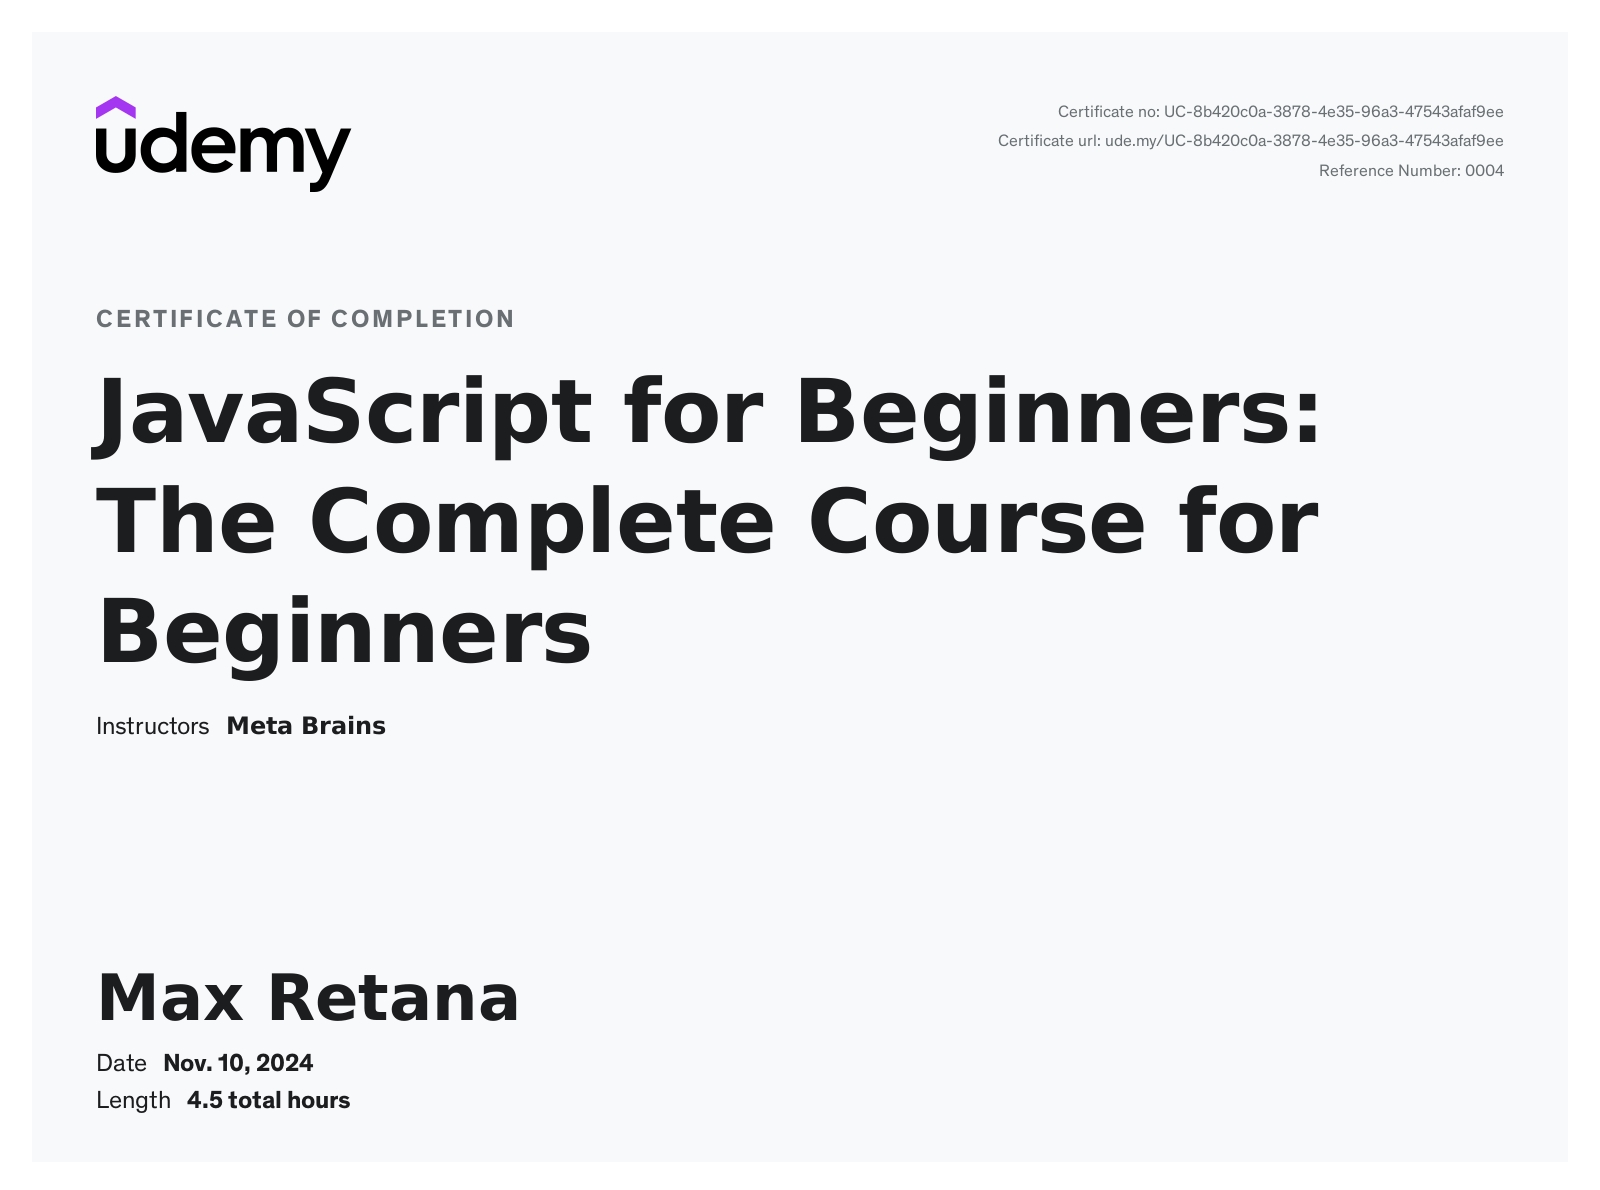 udemy
Certificate no: UC-8b420c0a-3878-4e35-96a3-47543afaf9ee
Certificate url: ude.my/UC-8b420c0a-3878-4e35-96a3-47543afaf9ee
Reference Number: 0004
CERTIFICATE OF COMPLETION
JavaScript for Beginners:
The Complete Course for
Beginners
Instructors Meta Brains
Max Retana
Date Nov. 10, 2024
Length 4.5 total hours